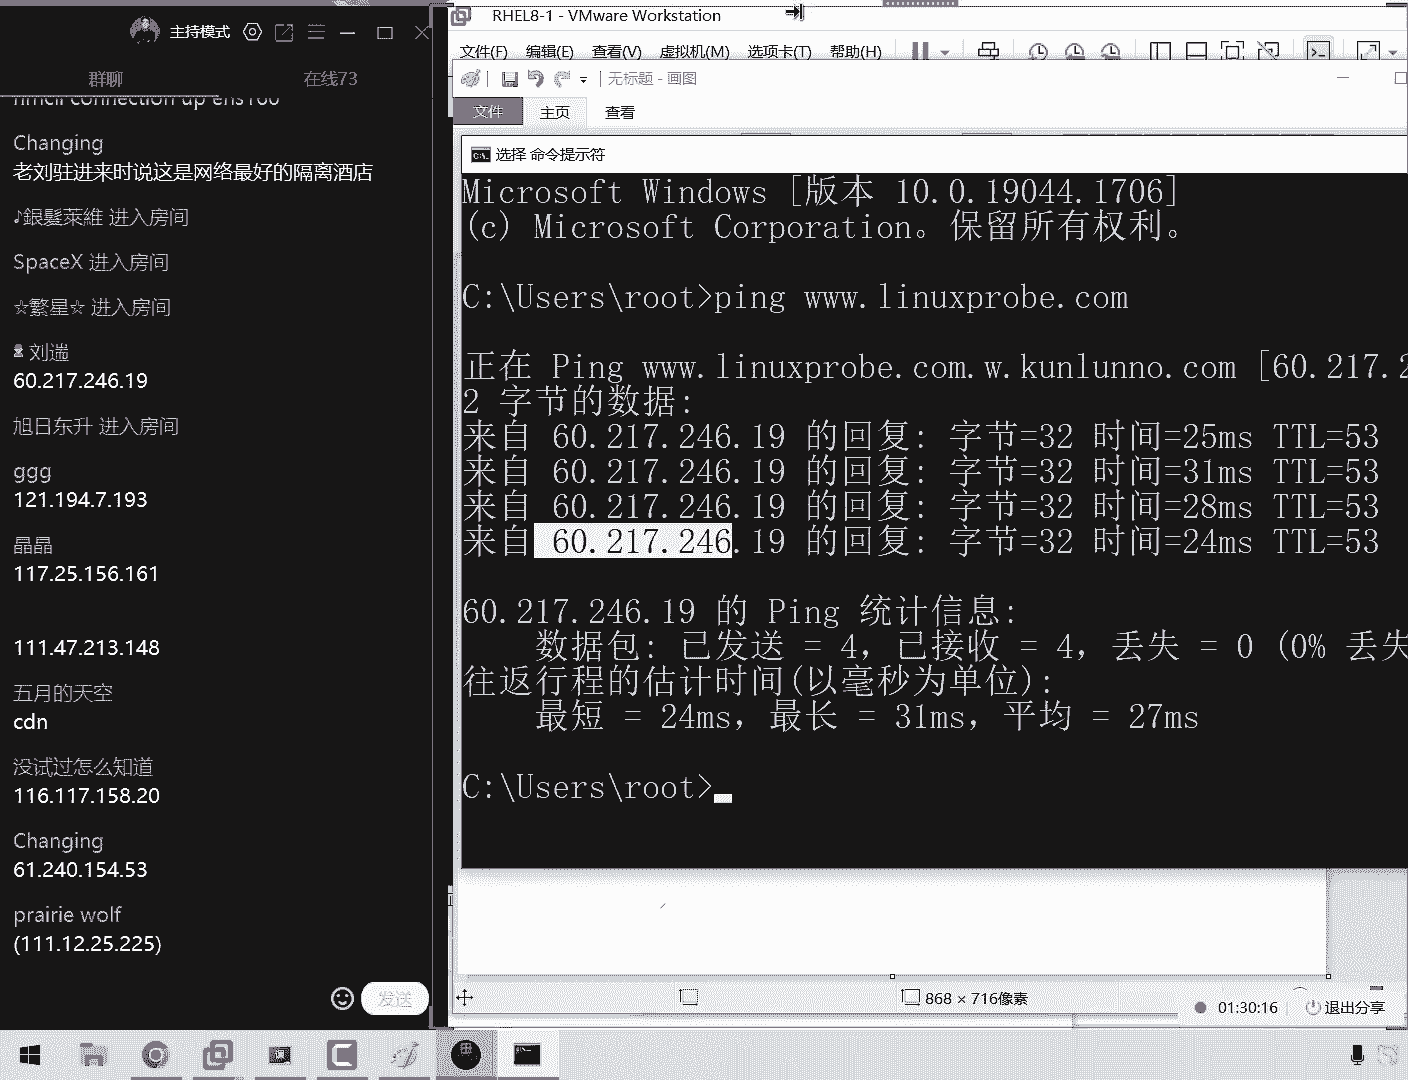 主持模式
群聊
在线73
nmcli connection up ens160
Changing
老刘驻进来时说这是网络最好的隔离酒店
♪銀髮萊維 进入房间
SpaceX 进入房间
☆繁星☆ 进入房间
刘遄
60.217.246.19
旭日东升 进入房间
ggg
121.194.7.193
晶晶
117.25.156.161
111.47.213.148
五月的天空
cdn
没试过怎么知道
116.117.158.20
Changing
61.240.154.53
prairie wolf
(111.12.25.225)
发送
RHEL8-1 - VMware Workstation
文件(F) 编辑(E) 查看(V) 虚拟机(M) 选项卡(T) 帮助(H)
无标题 - 画图
文件 主页 查看
选择 命令提示符
Microsoft Windows [版本 10.0.19044.1706]
(c) Microsoft Corporation。保留所有权利。
C:\Users\root>ping www.linuxprobe.com
正在 Ping www.linuxprobe.com.w.kunlunno.com [60.217.2
2 字节的数据:
来自 60.217.246.19 的回复: 字节=32 时间=25ms TTL=53
来自 60.217.246.19 的回复: 字节=32 时间=31ms TTL=53
来自 60.217.246.19 的回复: 字节=32 时间=28ms TTL=53
来自 60.217.246.19 的回复: 字节=32 时间=24ms TTL=53
60.217.246.19 的 Ping 统计信息:
数据包: 已发送 = 4，已接收 = 4，丢失 = 0 (0% 丢失
往返行程的估计时间(以毫秒为单位):
最短 = 24ms，最长 = 31ms，平均 = 27ms
C:\Users\root>
868 × 716像素
01:30:16
退出分享